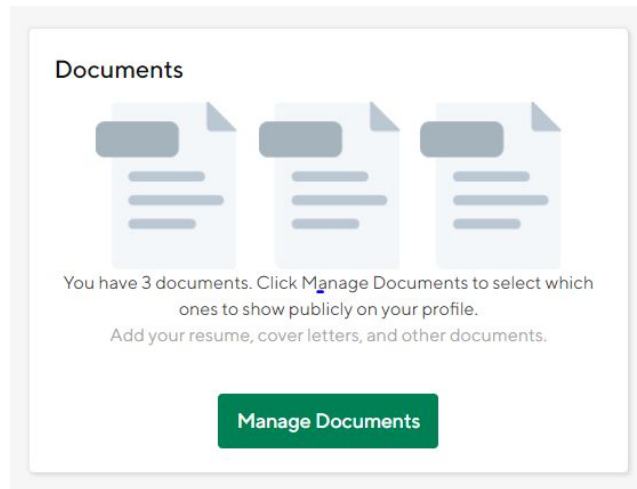 Documents
You have 3 documents. Click Manage Documents to select which
ones to show publicly on your profile.
Add your resume, cover letters, and other documents.
Manage Documents